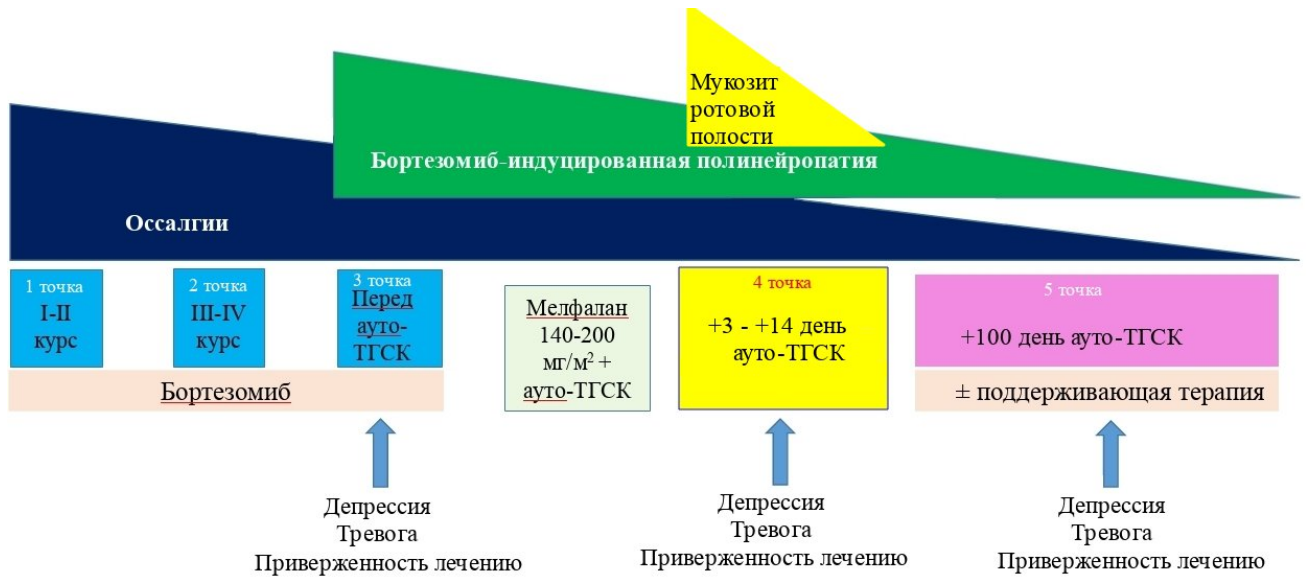 Мукозит
ротовой
полости
Бортезомиб-индуцированная полинейропатия
Оссалгии
1 точка
I-II
курс
2 точка
III-IV
курс
3 точка
Перед
ауто-
ТГСК
Мелфалан
140-200
мг/м² +
ауто-ТГСК
4 точка
+3 - +14 день
ауто-ТГСК
5 точка
+100 день ауто-ТГСК
Бортезомиб
± поддерживающая терапия
Депрессия
Тревога
Приверженность лечению
Депрессия
Тревога
Приверженность лечению
Депрессия
Тревога
Приверженность лечению